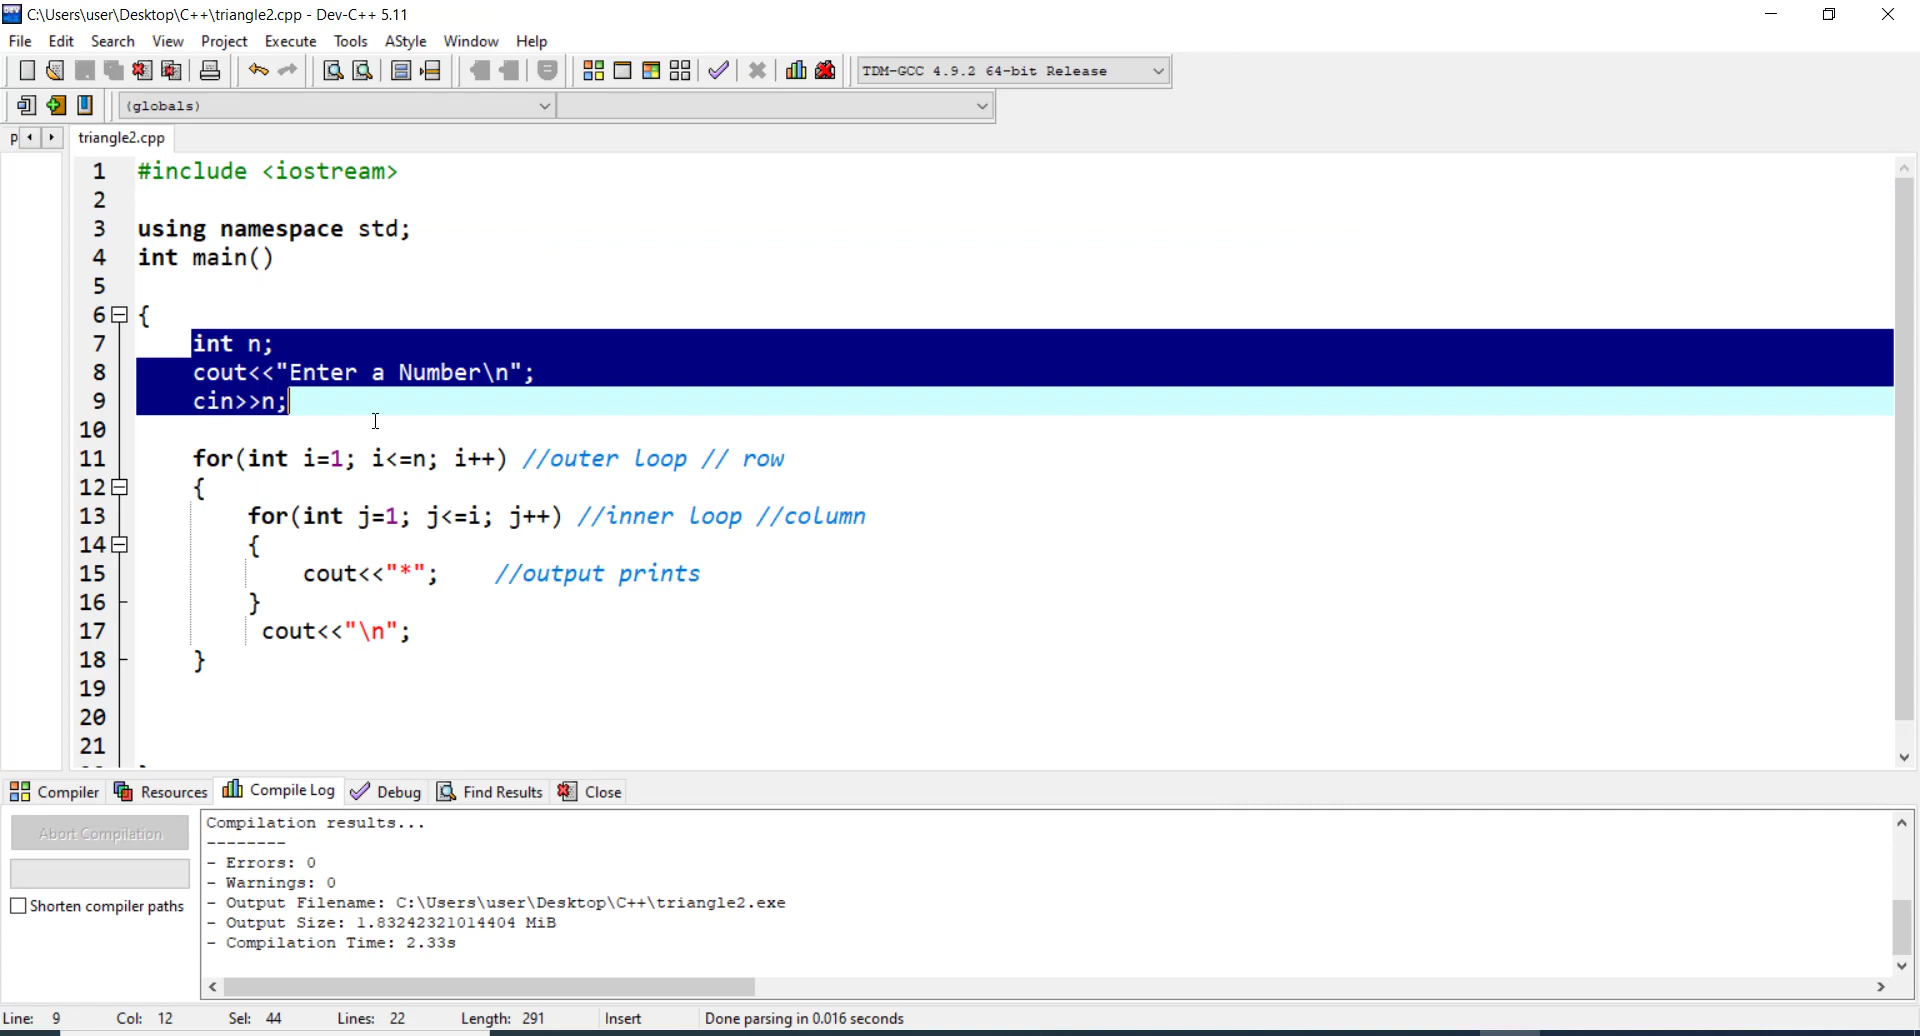 C:\Users\user\Desktop\C++\triangle2.cpp - Dev-C++ 5.11
File Edit Search View Project Execute Tools AStyle Window Help
TDM-GCC 4.9.2 64-bit Release
(globals)
P triangle2.cpp
1 #include <iostream>
2
3 using namespace std;
4 int main()
5
6 {
7 int n;
8 cout<<"Enter a Number\n";
9 cin>>n;
10
11 for(int i=1; i<=n; i++) //outer loop // row
12 {
13 for(int j=1; j<=i; j++) //inner loop //column
14 {
15 cout<<"*"; //output prints
16 }
17 cout<<"\n";
18 }
19
20
21
Compiler Resources Compile Log Debug Find Results Close
Abort Compilation
Shorten compiler paths
Compilation results...
--------
- Errors: 0
- Warnings: 0
- Output Filename: C:\Users\user\Desktop\C++\triangle2.exe
- Output Size: 1.83242321014404 MiB
- Compilation Time: 2.33s
Line: 9 Col: 12 Sel: 44 Lines: 22 Length: 291 Insert Done parsing in 0.016 seconds